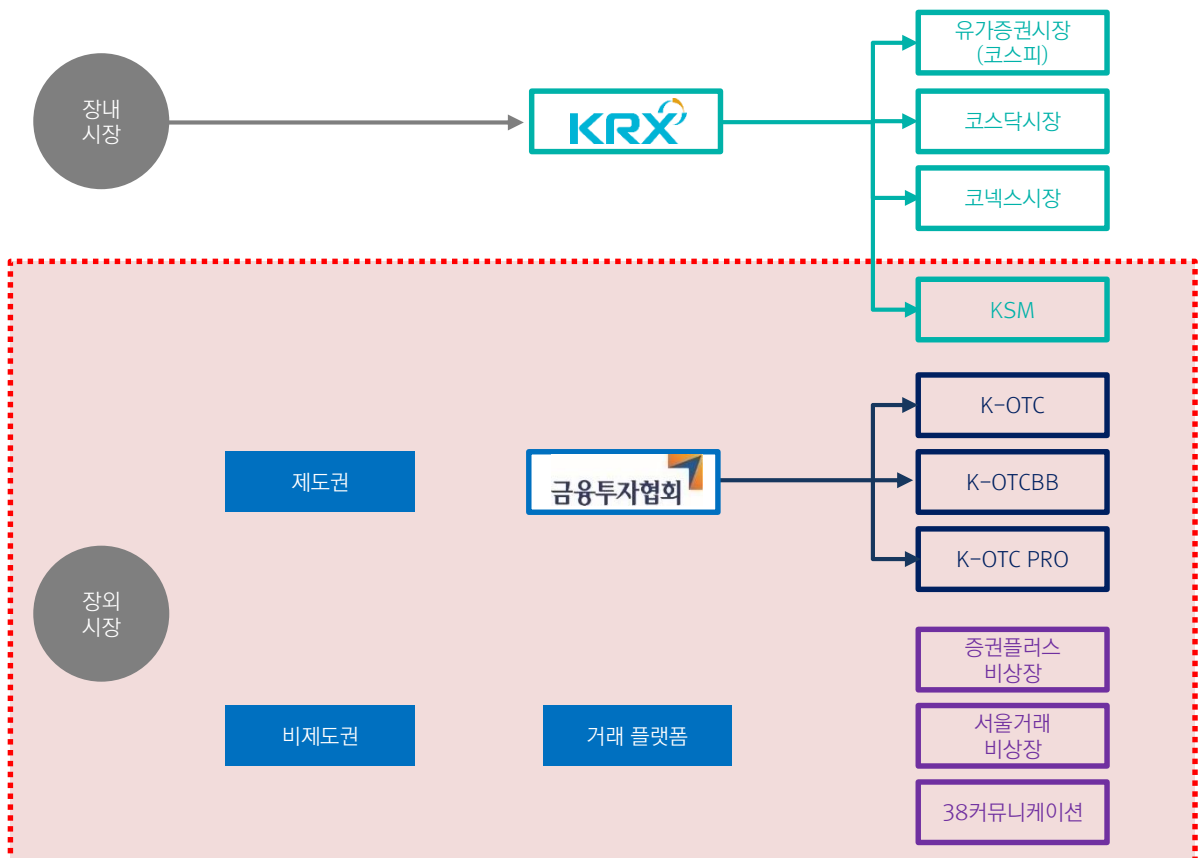 유가증권시장
(코스피)
장내
시장
KRX
코스닥시장
코넥스시장
KSM
K-OTC
제도권
금융투자협회
K-OTCBB
K-OTC PRO
장외
시장
증권플러스
비상장
비제도권
거래 플랫폼
서울거래
비상장
38커뮤니케이션